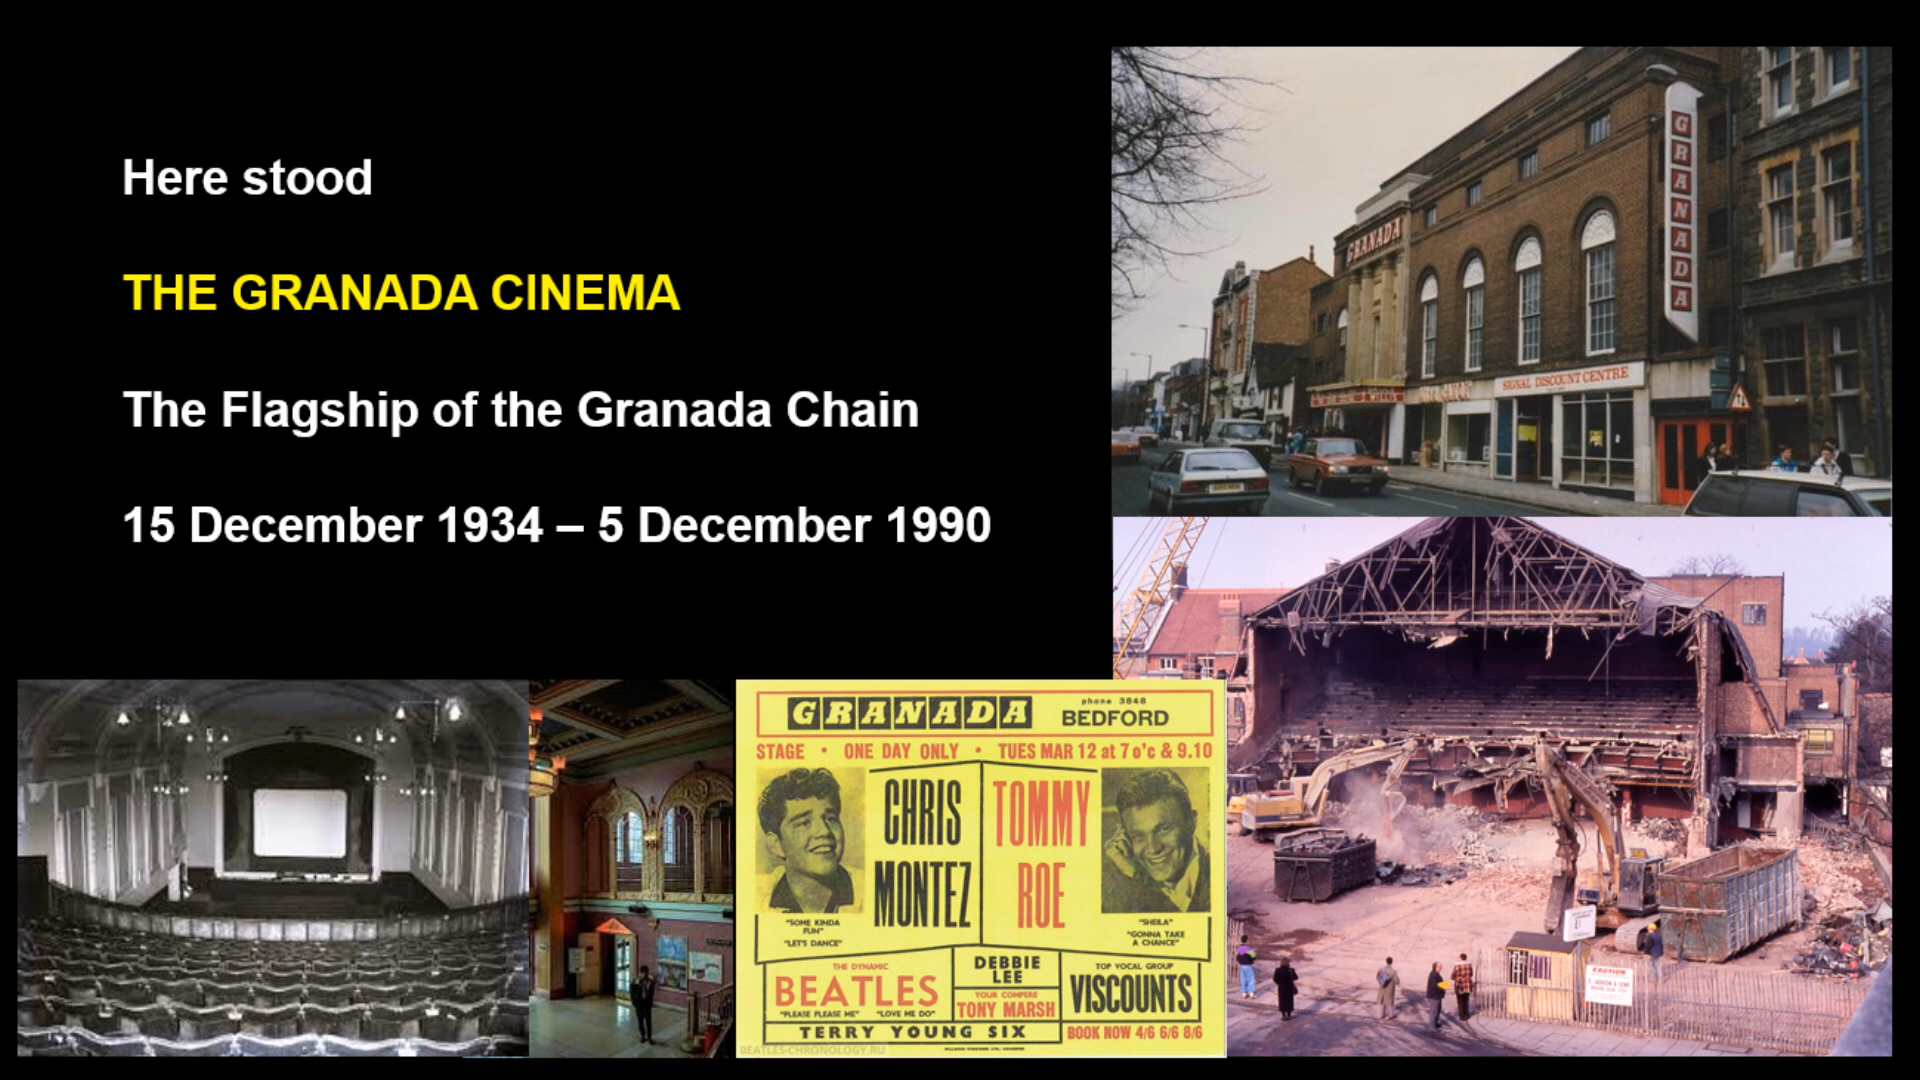 Here stood
THE GRANADA CINEMA
The Flagship of the Granada Chain
15 December 1934 – 5 December 1990
GRANADA
GRANADA
SIGNAL DISCOUNT CENTRE
GRANADA
phone 3848
BEDFORD
STAGE • ONE DAY ONLY • TUES MAR 12 at 7 o'c & 9.10
CHRIS
MONTEZ
TOMMY
ROE
"SOME KINDA
FUN"
"LET'S DANCE"
"SHEILA"
"GONNA TAKE
A CHANCE"
THE DYNAMIC
BEATLES
"PLEASE PLEASE ME" "LOVE ME DO"
DEBBIE
LEE
YOUR COMPERE
TONY MARSH
TOP VOCAL GROUP
VISCOUNTS
TERRY YOUNG SIX
BOOK NOW 4/6 6/6 8/6
BEATLES-CHRONOLOGY.RU
CAUTION